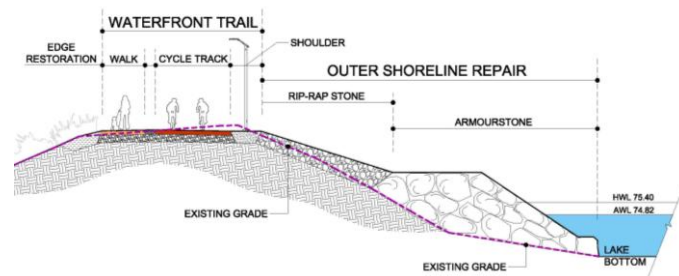 WATERFRONT TRAIL
EDGE
RESTORATION
WALK
CYCLE TRACK
SHOULDER
OUTER SHORELINE REPAIR
RIP-RAP STONE
ARMOURSTONE
EXISTING GRADE
HWL 75.40
AWL 74.82
LAKE
BOTTOM
EXISTING GRADE